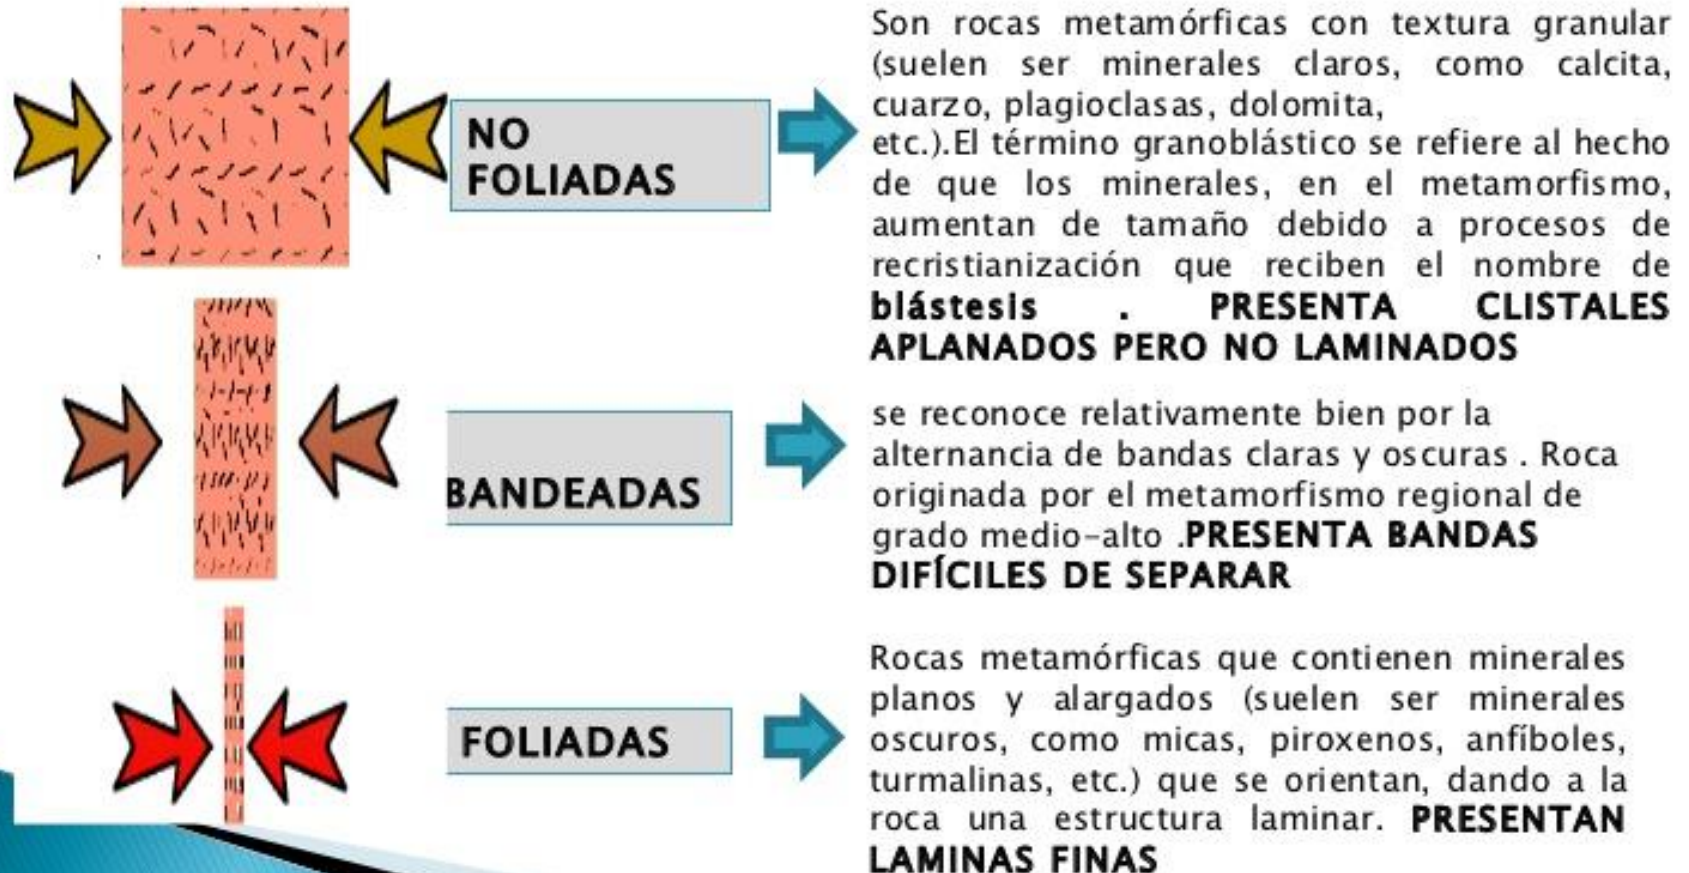 NO
FOLIADAS
Son rocas metamórficas con textura granular
(suelen ser minerales claros, como calcita,
cuarzo, plagioclasas, dolomita,
etc.).El término granoblástico se refiere al hecho
de que los minerales, en el metamorfismo,
aumentan de tamaño debido a procesos de
recristianización que reciben el nombre de
blástesis . PRESENTA CLISTALES
APLANADOS PERO NO LAMINADOS
BANDEADAS
se reconoce relativamente bien por la
alternancia de bandas claras y oscuras . Roca
originada por el metamorfismo regional de
grado medio-alto .PRESENTA BANDAS
DIFÍCILES DE SEPARAR
FOLIADAS
Rocas metamórficas que contienen minerales
planos y alargados (suelen ser minerales
oscuros, como micas, piroxenos, anfíboles,
turmalinas, etc.) que se orientan, dando a la
roca una estructura laminar. PRESENTAN
LAMINAS FINAS